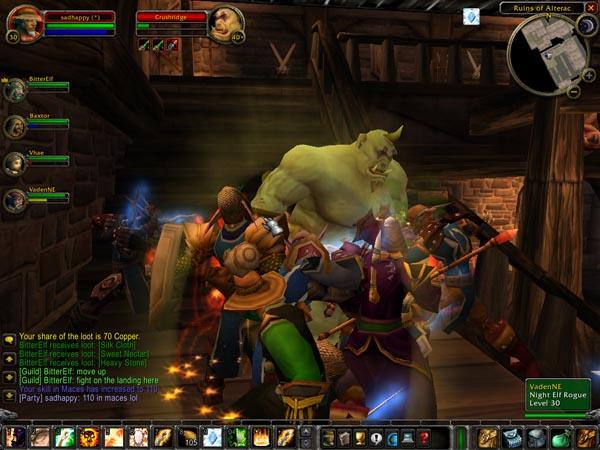 sadhappy (*)
30
Crushridge
40+
Ruins of Alterac
N
BitterElf
Baxtor
Vhae
VadenNE
Your share of the loot is 70 Copper.
BitterElf receives loot: [Silk Cloth]
BitterElf receives loot: [Sweet Nectar]
BitterElf receives loot: [Heavy Stone]
[Guild] BitterElf: move up
[Guild] BitterElf: fight on the landing here
Your skill in Maces has increased to 110.
[Party] sadhappy: 110 in maces lol
VadenNE
Night Elf Rogue
Level 30
105